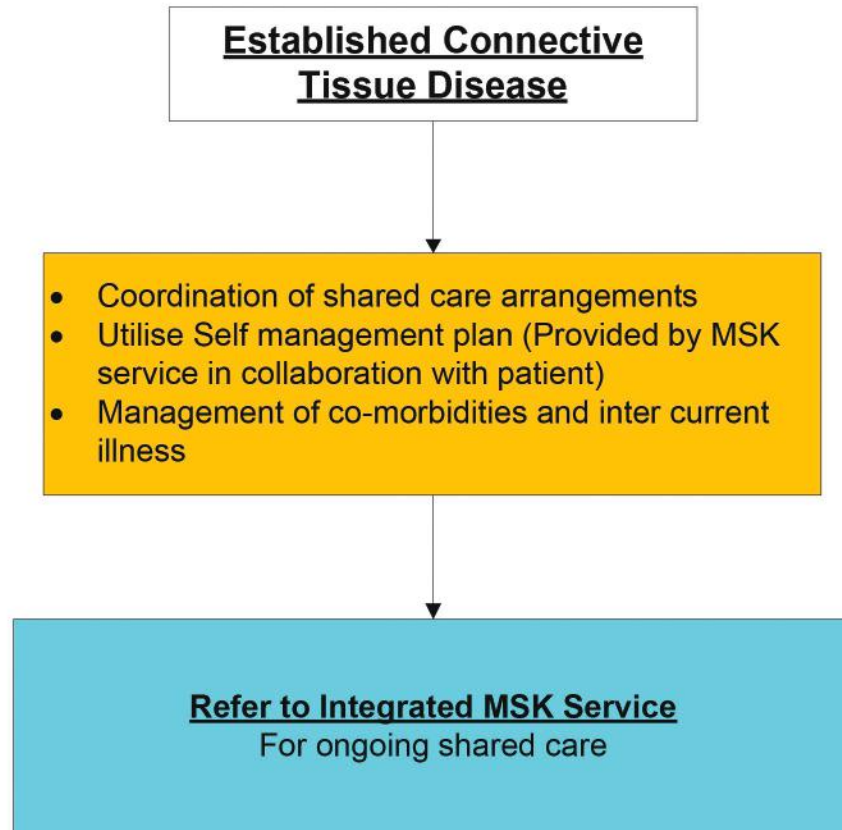 Established Connective
Tissue Disease
• Coordination of shared care arrangements
• Utilise Self management plan (Provided by MSK
service in collaboration with patient)
• Management of co-morbidities and inter current
illness
Refer to Integrated MSK Service
For ongoing shared care